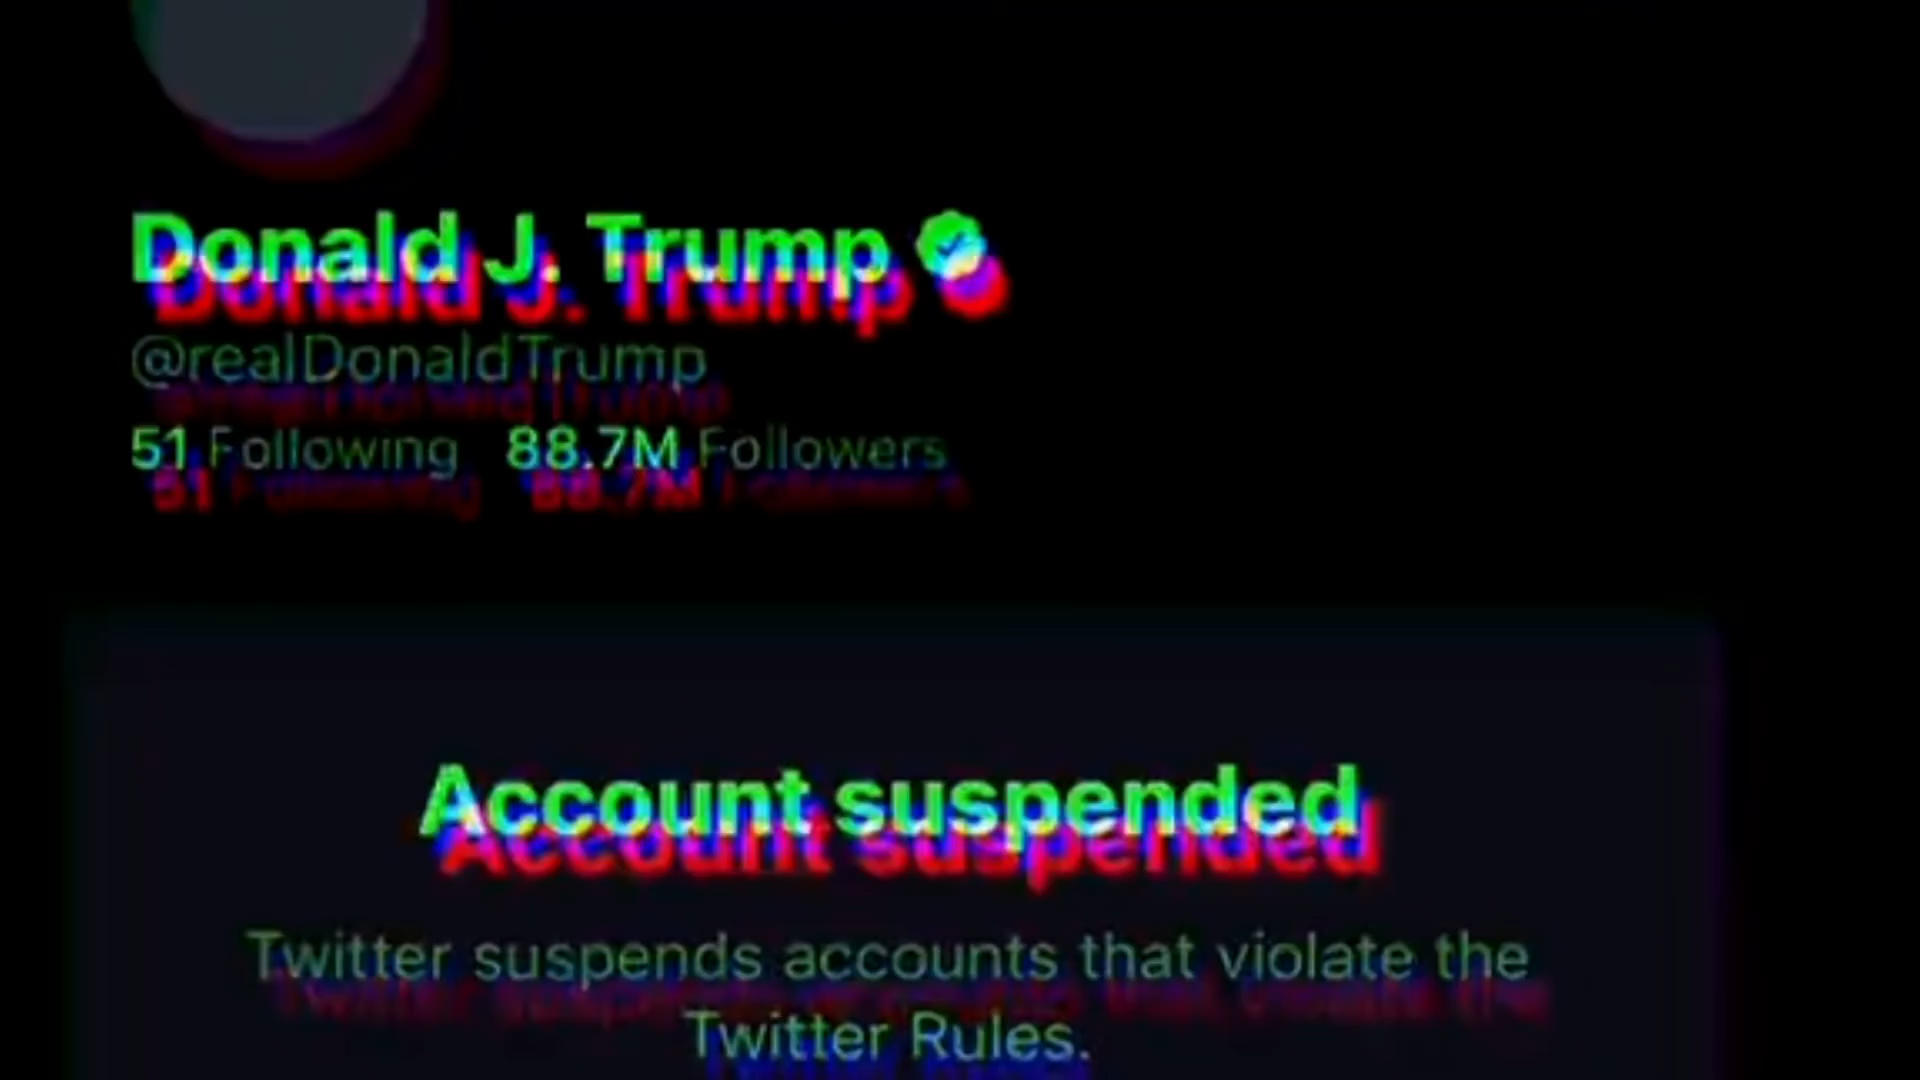 Donald J. Trump
@realDonaldTrump
51 Following 88.7M Followers
Account suspended
Twitter suspends accounts that violate the
Twitter Rules.